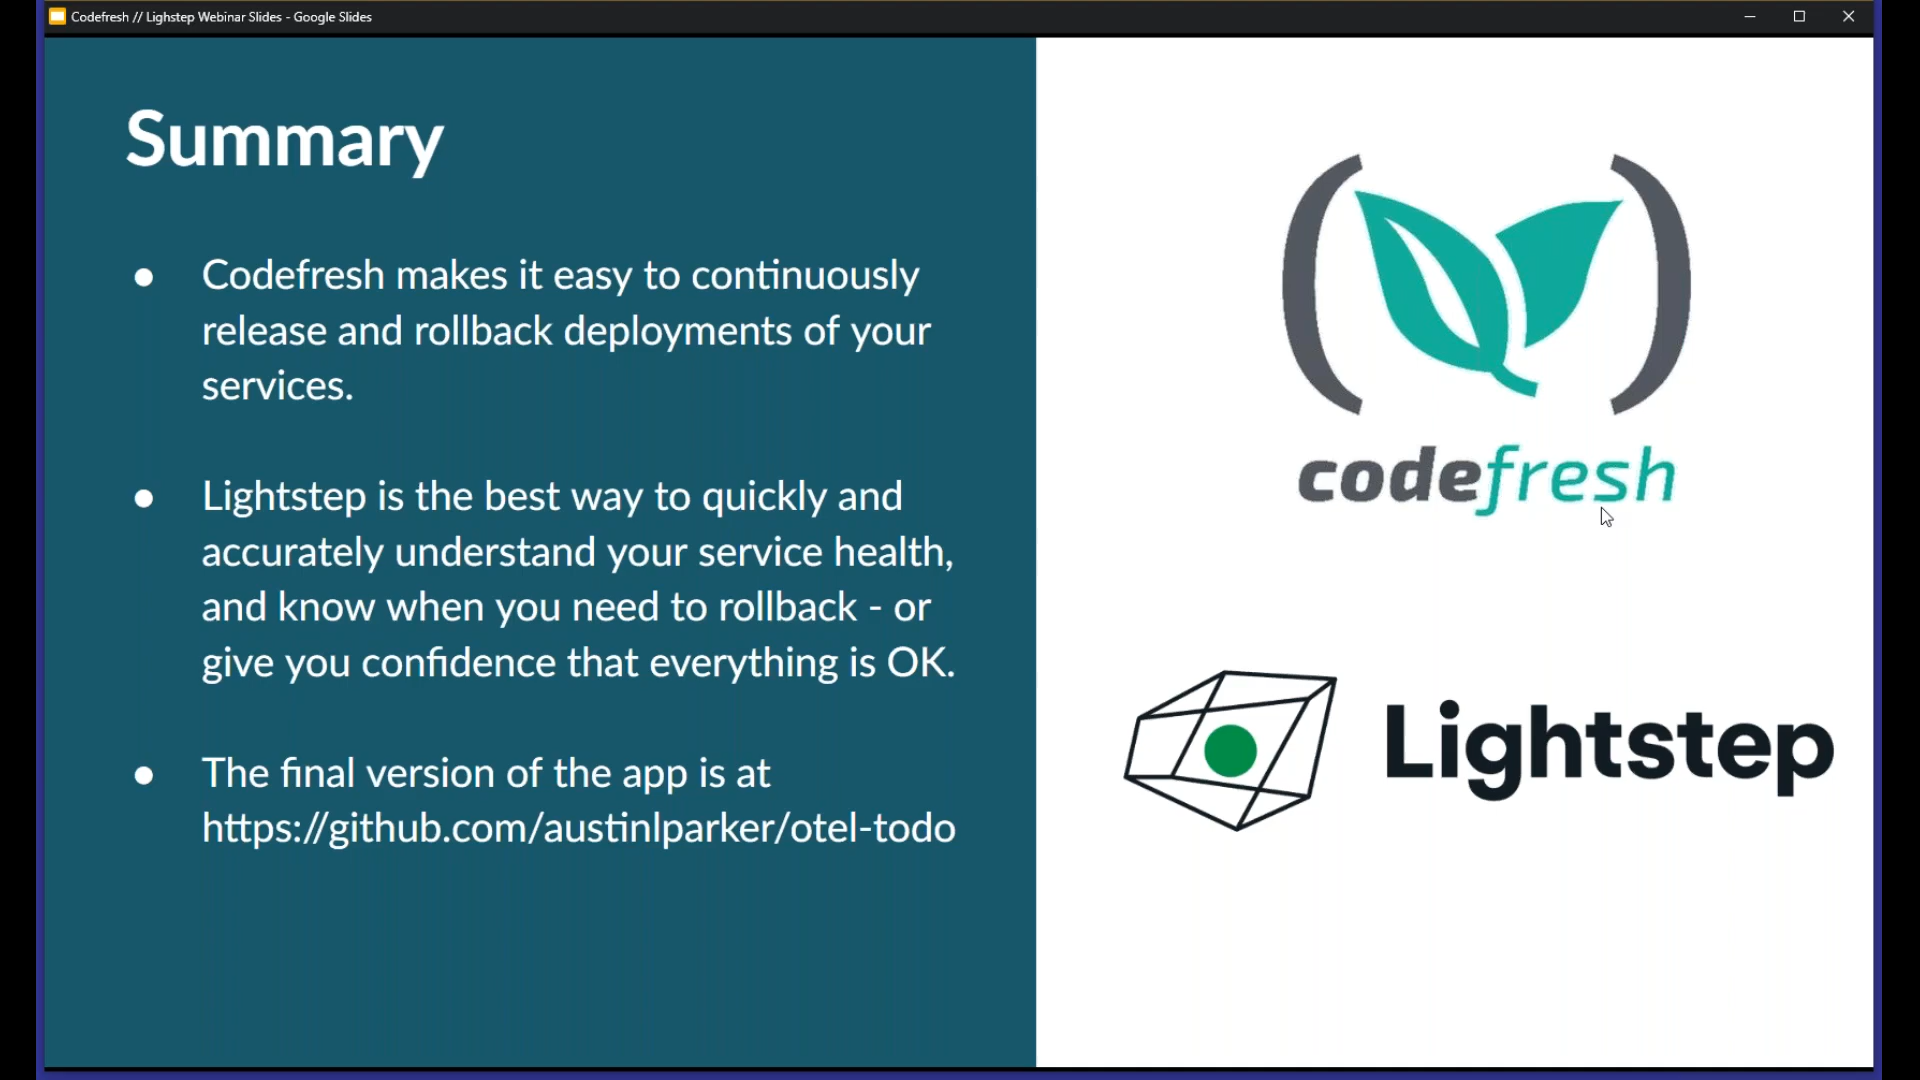 Codefresh // Lighstep Webinar Slides - Google Slides
Summary
● Codefresh makes it easy to continuously
release and rollback deployments of your
services.
● Lightstep is the best way to quickly and
accurately understand your service health,
and know when you need to rollback - or
give you confidence that everything is OK.
● The final version of the app is at
https://github.com/austinlparker/otel-todo
codefresh
Lightstep